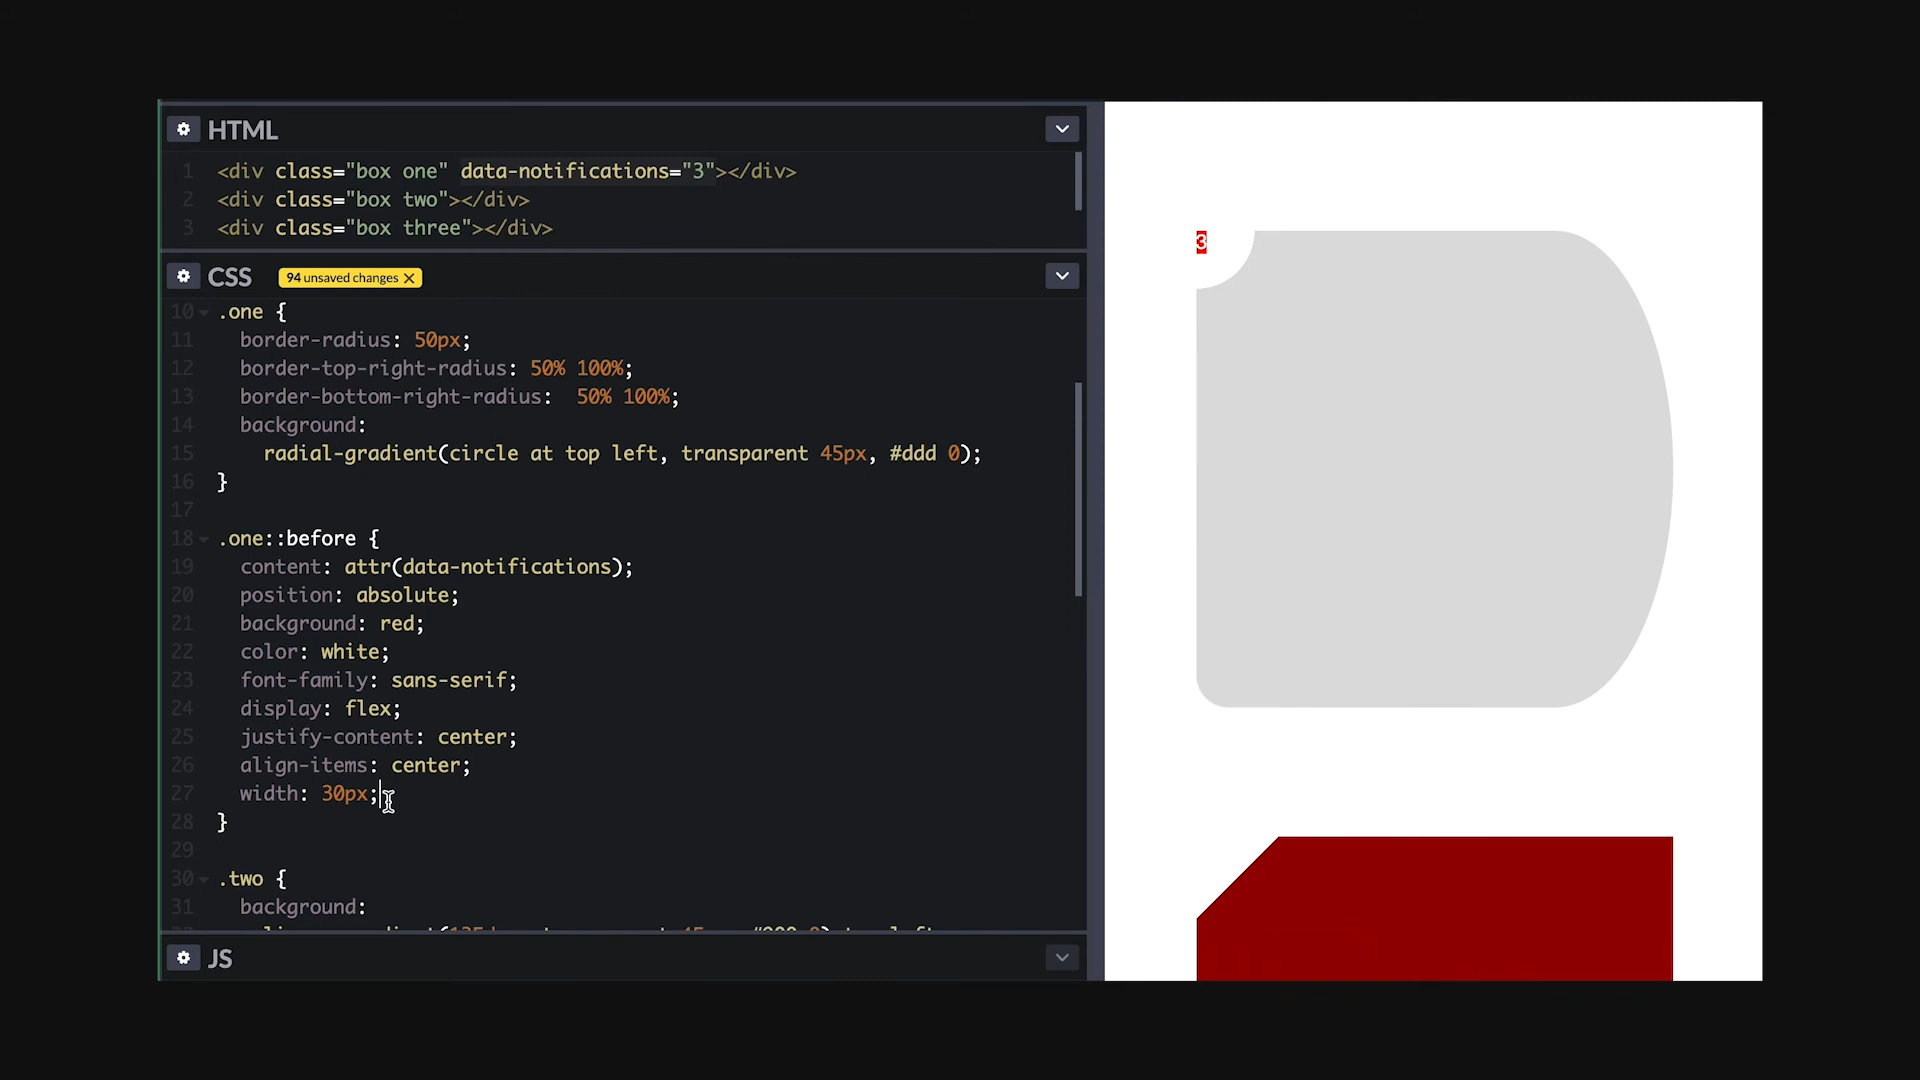 HTML
1 <div class="box one" data-notifications="3"></div>
2 <div class="box two"></div>
3 <div class="box three"></div>
CSS 94 unsaved changes
10 .one {
11 border-radius: 50px;
12 border-top-right-radius: 50% 100%;
13 border-bottom-right-radius:  50% 100%;
14 background:
15 radial-gradient(circle at top left, transparent 45px, #ddd 0);
16 }
17
18 .one::before {
19 content: attr(data-notifications);
20 position: absolute;
21 background: red;
22 color: white;
23 font-family: sans-serif;
24 display: flex;
25 justify-content: center;
26 align-items: center;
27 width: 30px;
28 }
29
30 .two {
31 background:
JS
3